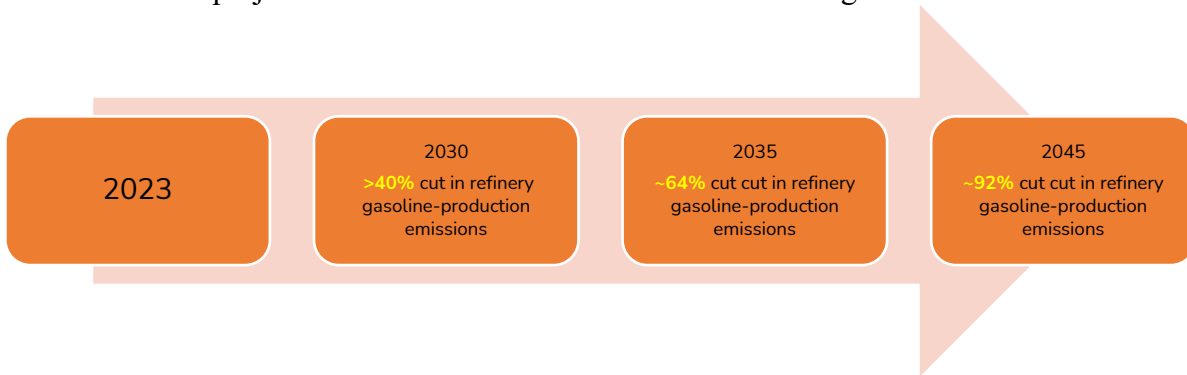 2023
2030
>40% cut in refinery
gasoline-production
emissions
2035
~64% cut cut in refinery
gasoline-production
emissions
2045
~92% cut cut in refinery
gasoline-production
emissions